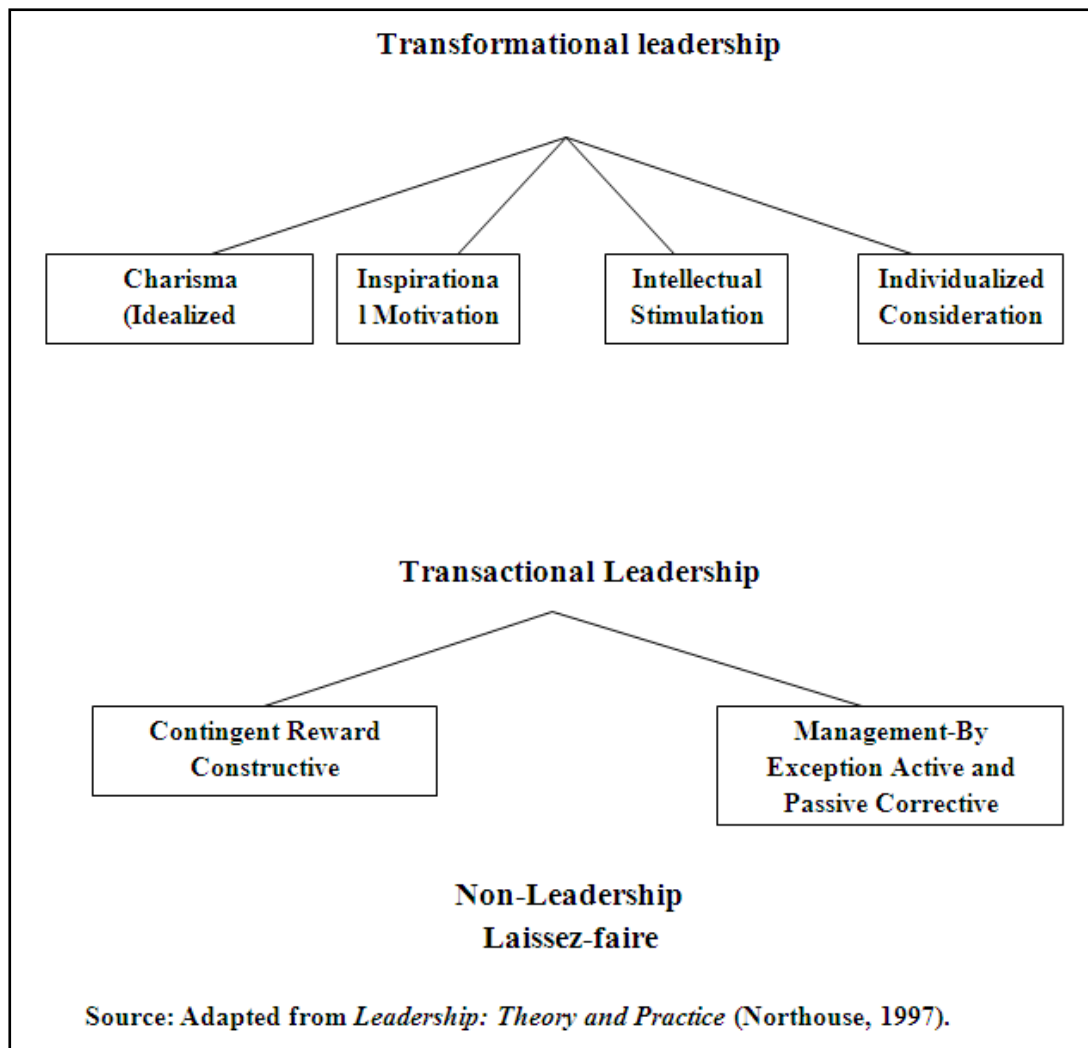 Transformational leadership
Charisma
(Idealized
Inspirationa
l Motivation
Intellectual
Stimulation
Individualized
Consideration
Transactional Leadership
Contingent Reward
Constructive
Management-By
Exception Active and
Passive Corrective
Non-Leadership
Laissez-faire
Source: Adapted from Leadership: Theory and Practice (Northouse, 1997).